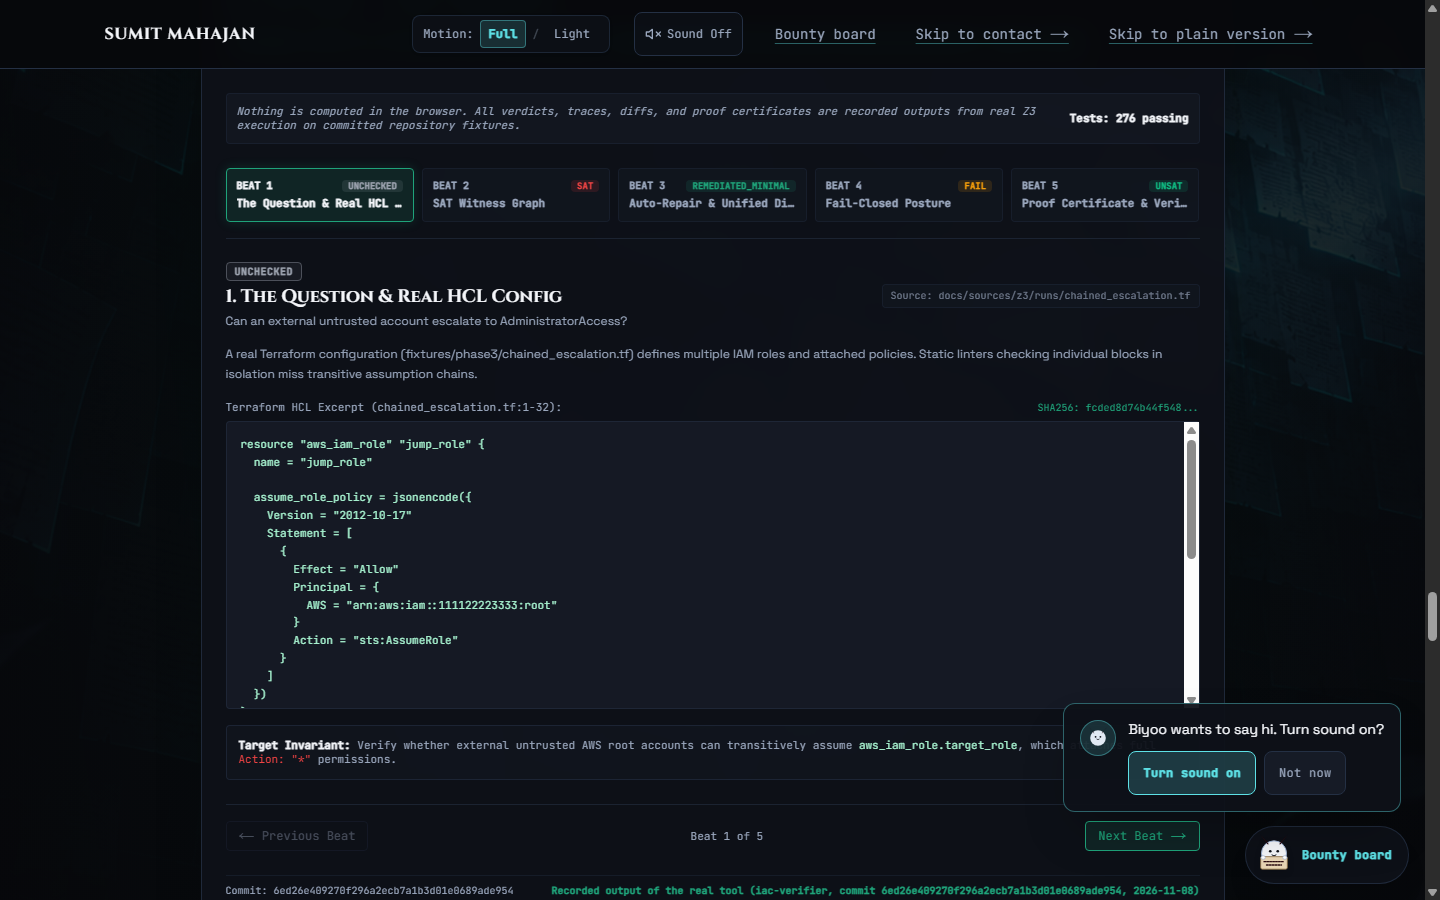 SUMIT MAHAJAN
Motion: Full / Light
Sound Off
Bounty board
Skip to contact →
Skip to plain version →
Nothing is computed in the browser. All verdicts, traces, diffs, and proof certificates are recorded outputs from real Z3
execution on committed repository fixtures.
Tests: 276 passing
BEAT 1 UNCHECKED
The Question & Real HCL …
BEAT 2 SAT
SAT Witness Graph
BEAT 3 REMEDIATED_MINIMAL
Auto-Repair & Unified Di…
BEAT 4 FAIL
Fail-Closed Posture
BEAT 5 UNSAT
Proof Certificate & Veri…
UNCHECKED
1. The Question & Real HCL Config
Source: docs/sources/z3/runs/chained_escalation.tf
Can an external untrusted account escalate to AdministratorAccess?
A real Terraform configuration (fixtures/phase3/chained_escalation.tf) defines multiple IAM roles and attached policies. Static linters checking individual blocks in
isolation miss transitive assumption chains.
Terraform HCL Excerpt (chained_escalation.tf:1-32):
SHA256: fcded8d74b44f548...
resource "aws_iam_role" "jump_role" {
  name = "jump_role"
  assume_role_policy = jsonencode({
    Version = "2012-10-17"
    Statement = [
      {
        Effect = "Allow"
        Principal = {
          AWS = "arn:aws:iam::111122223333:root"
        }
        Action = "sts:AssumeRole"
      }
    ]
  })
Target Invariant: Verify whether external untrusted AWS root accounts can transitively assume aws_iam_role.target_role, which
Action: "*" permissions.
Biyoo wants to say hi. Turn sound on?
Turn sound on
Not now
← Previous Beat
Beat 1 of 5
Next Beat →
Bounty board
Commit: 6ed26e409270f296a2ecb7a1b3d01e0689ade954
Recorded output of the real tool (iac-verifier, commit 6ed26e409270f296a2ecb7a1b3d01e0689ade954, 2026-11-08)